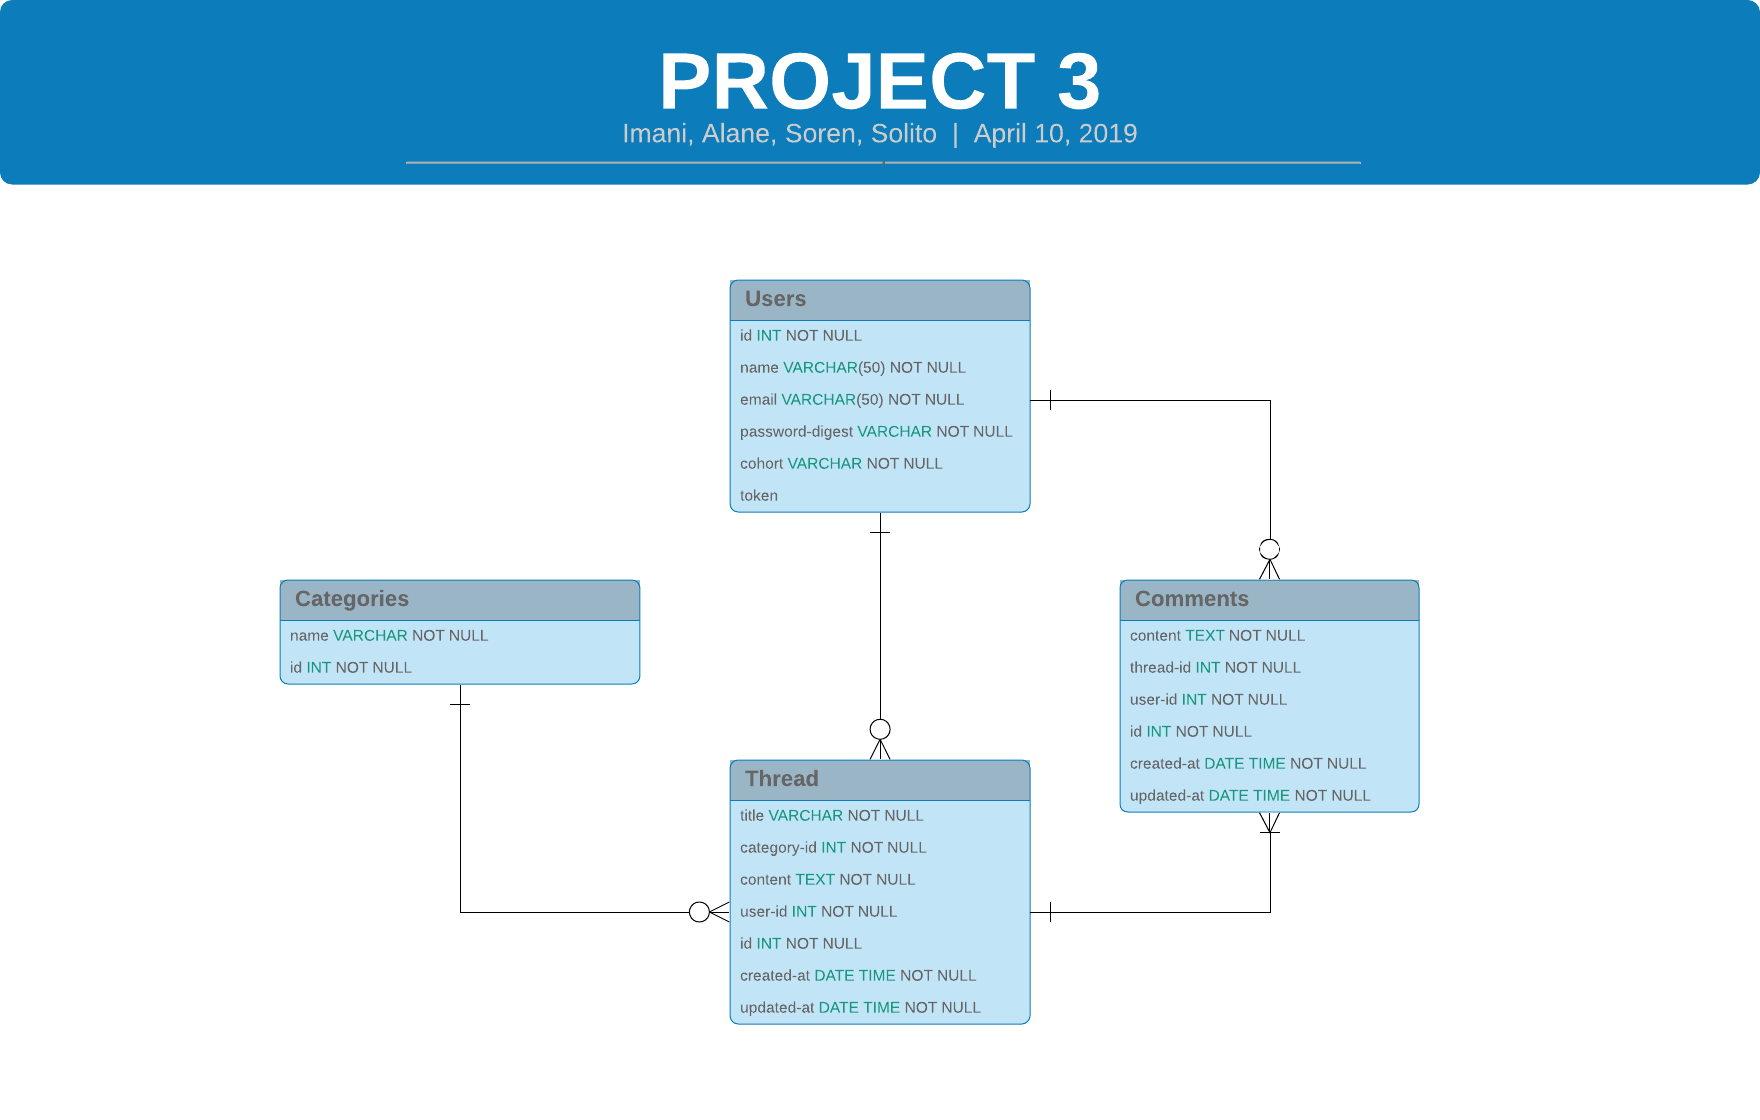 PROJECT 3
Imani, Alane, Soren, Solito | April 10, 2019
Users
id INT NOT NULL
name VARCHAR(50) NOT NULL
email VARCHAR(50) NOT NULL
password-digest VARCHAR NOT NULL
cohort VARCHAR NOT NULL
token
Categories
name VARCHAR NOT NULL
id INT NOT NULL
Comments
content TEXT NOT NULL
thread-id INT NOT NULL
user-id INT NOT NULL
id INT NOT NULL
created-at DATE TIME NOT NULL
updated-at DATE TIME NOT NULL
Thread
title VARCHAR NOT NULL
category-id INT NOT NULL
content TEXT NOT NULL
user-id INT NOT NULL
id INT NOT NULL
created-at DATE TIME NOT NULL
updated-at DATE TIME NOT NULL